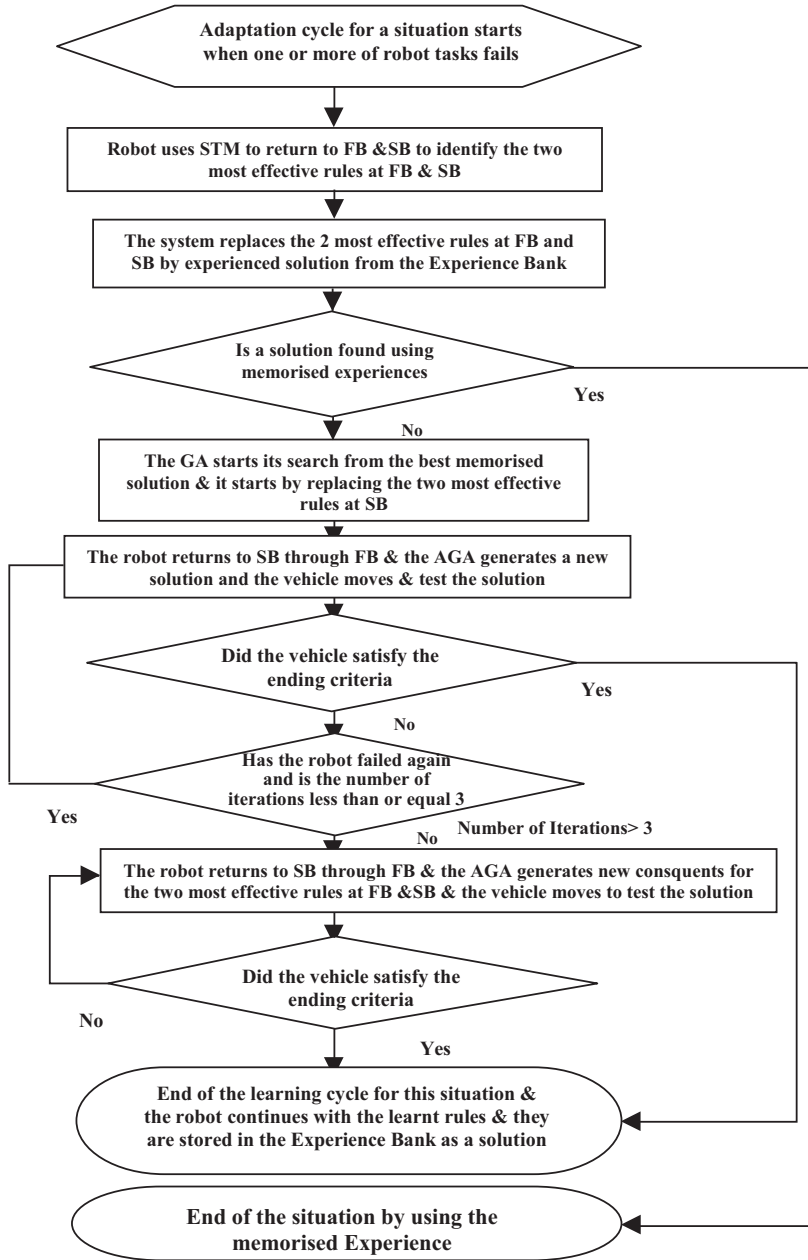 Adaptation cycle for a situation starts
when one or more of robot tasks fails
Robot uses STM to return to FB &SB to identify the two
most effective rules at FB & SB
The system replaces the 2 most effective rules at FB and
SB by experienced solution from the Experience Bank
Is a solution found using
memorised experiences
Yes
No
The GA starts its search from the best memorised
solution & it starts by replacing the two most effective
rules at SB
The robot returns to SB through FB & the AGA generates a new
solution and the vehicle moves & test the solution
Did the vehicle satisfy the
ending criteria
Yes
No
Has the robot failed again
and is the number of
iterations less than or equal 3
Yes
No
Number of Iterations> 3
The robot returns to SB through FB & the AGA generates new consquents for
the two most effective rules at FB &SB & the vehicle moves to test the solution
Did the vehicle satisfy the
ending criteria
No
Yes
End of the learning cycle for this situation &
the robot continues with the learnt rules & they
are stored in the Experience Bank as a solution
End of the situation by using the
memorised Experience